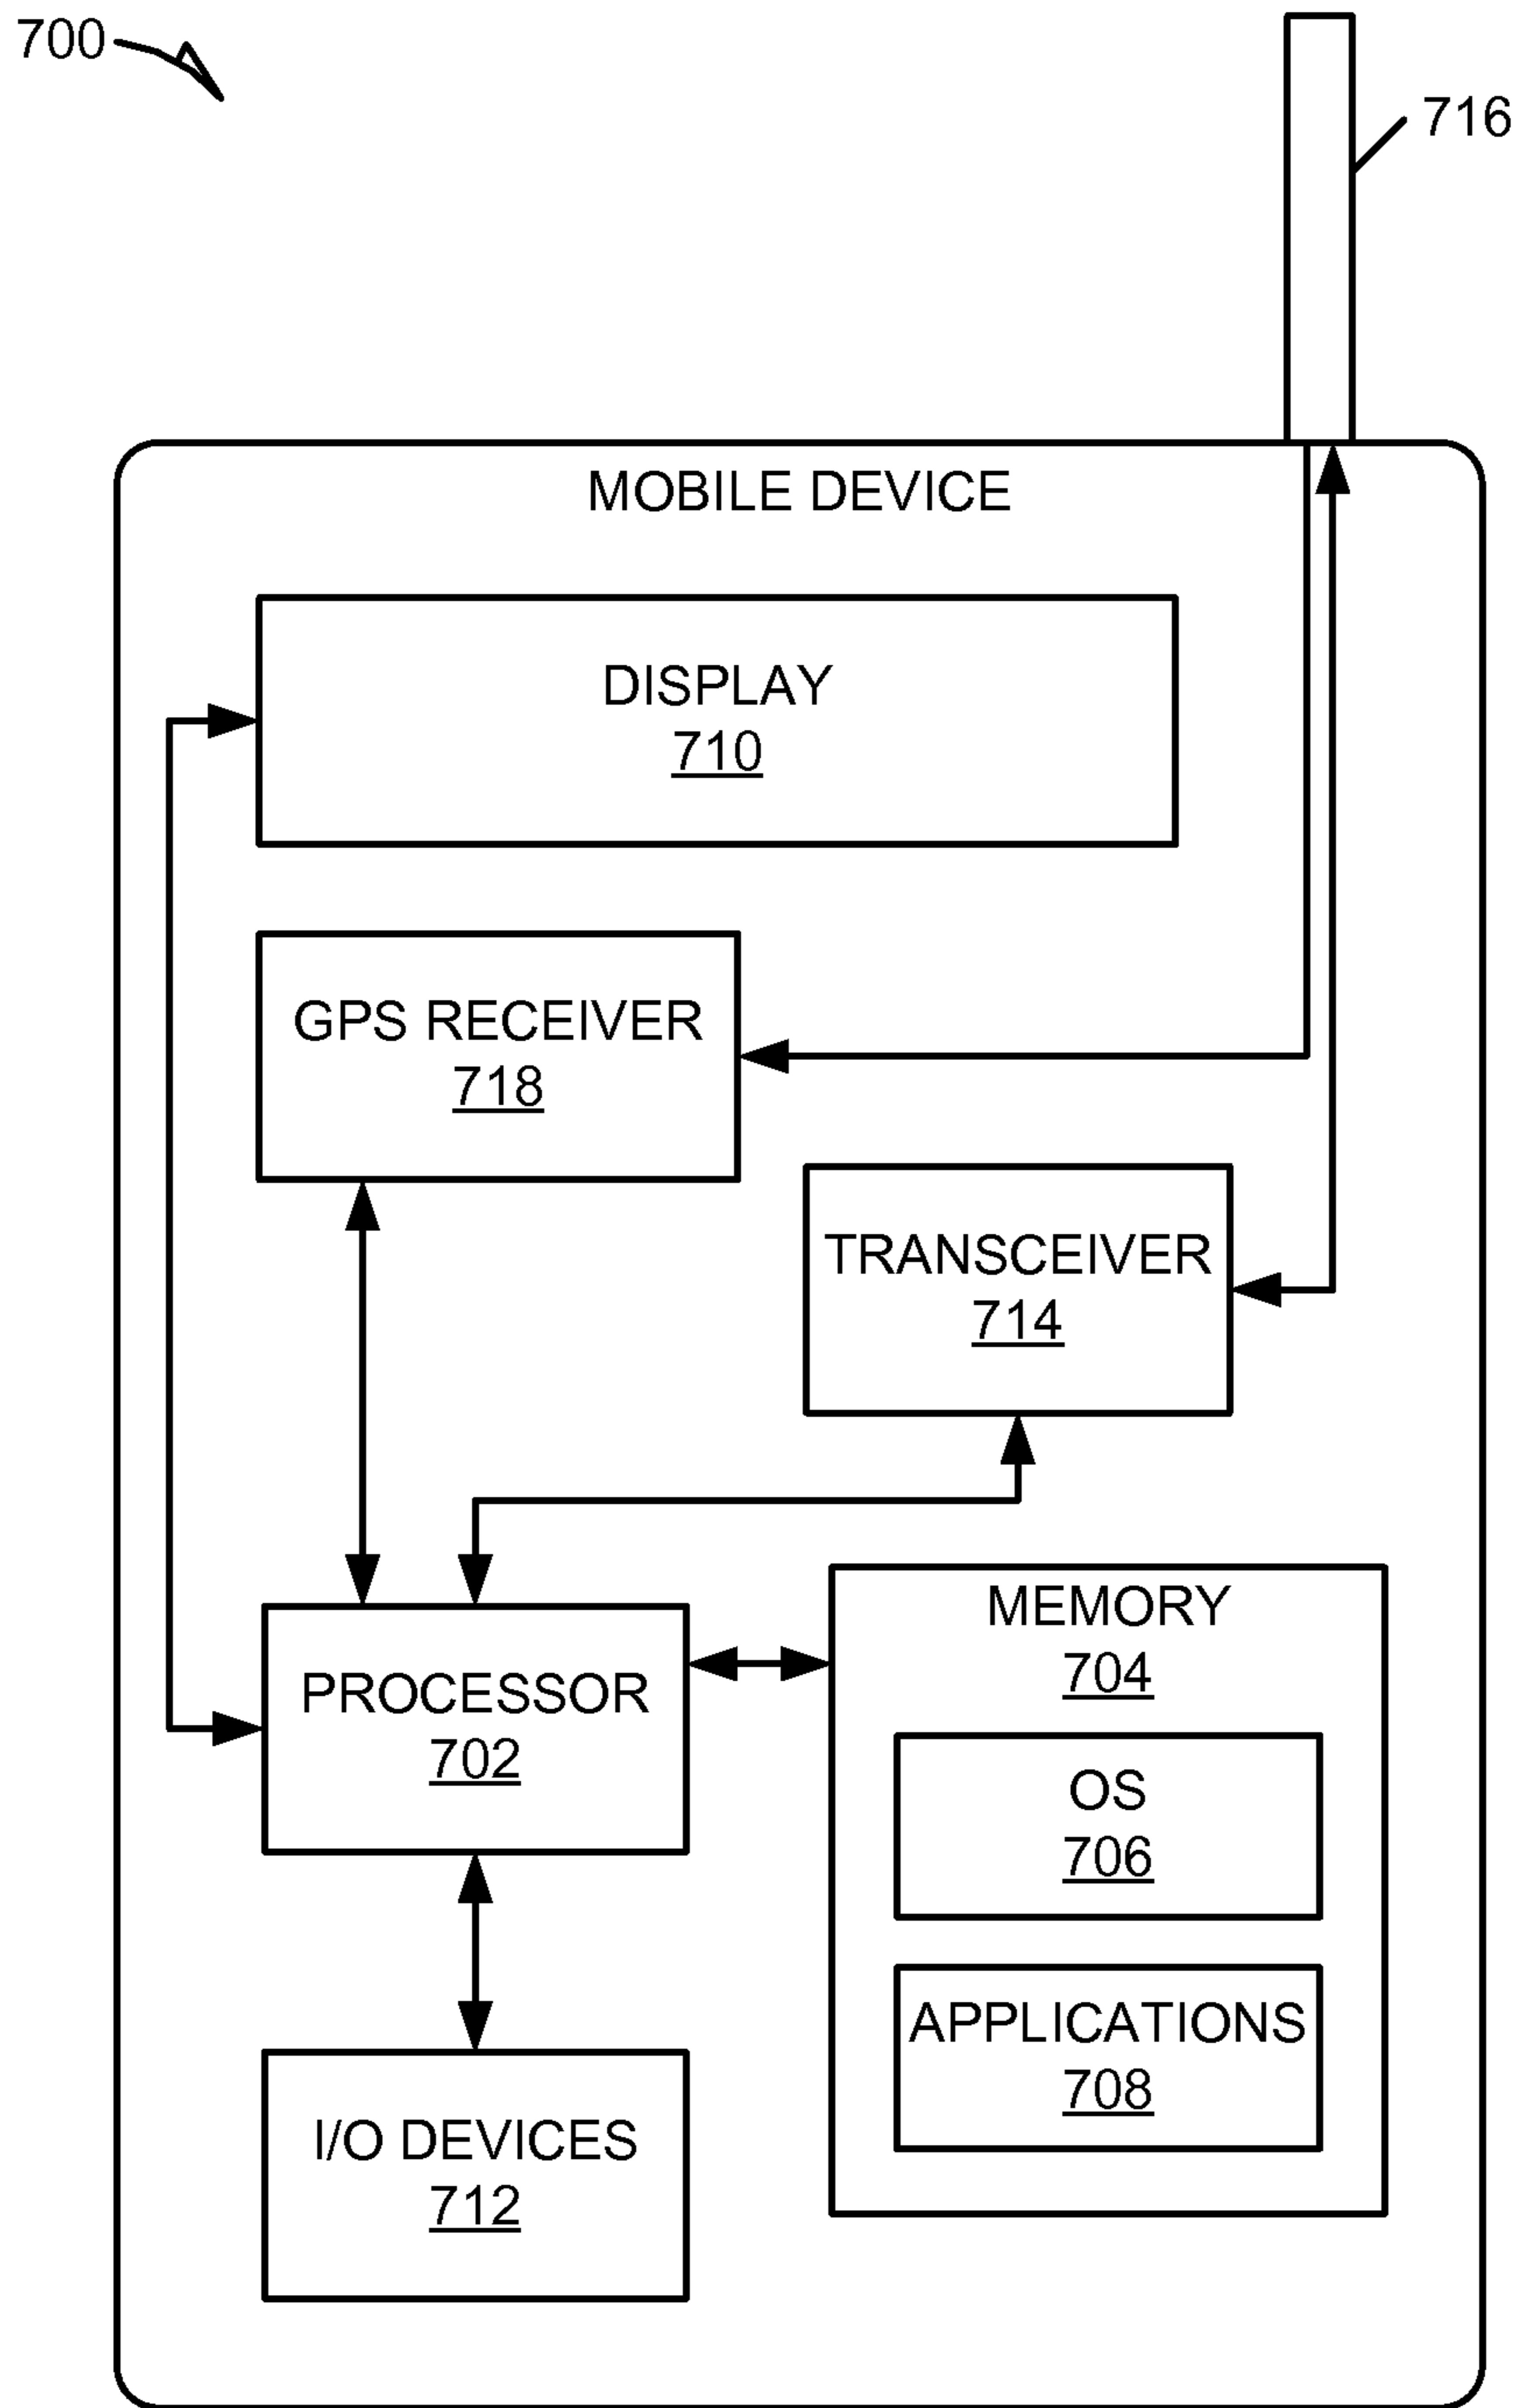 700
716
MOBILE DEVICE
DISPLAY
710
GPS RECEIVER
718
TRANSCEIVER
714
PROCESSOR
702
MEMORY
704
OS
706
APPLICATIONS
708
I/O DEVICES
712